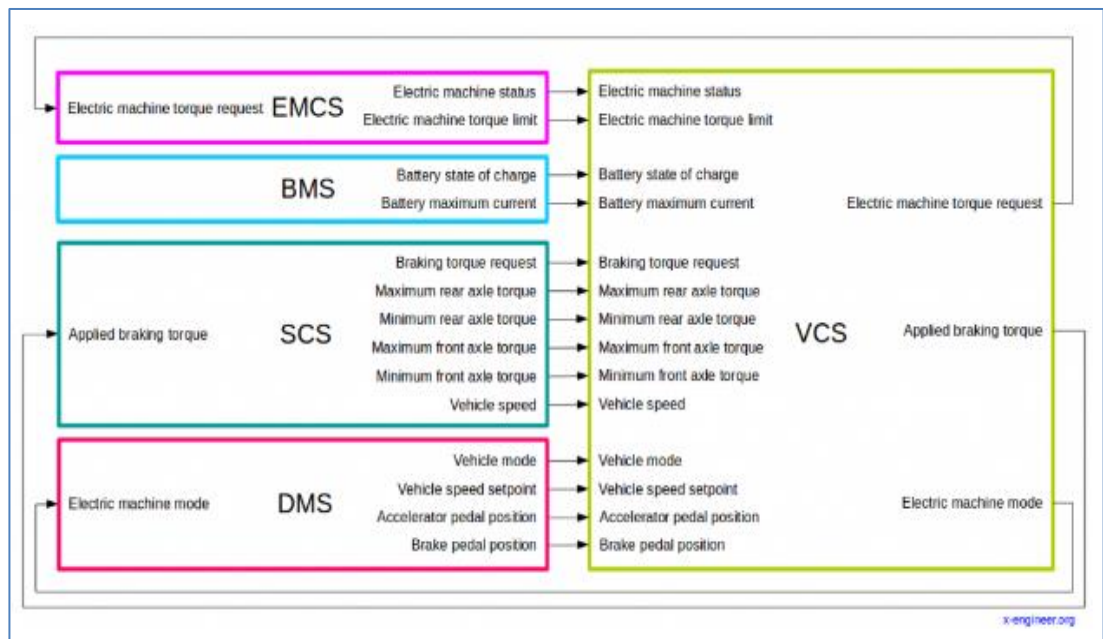 Electric machine torque request
EMCS
Electric machine status
Electric machine torque limit
BMS
Battery state of charge
Battery maximum current
Applied braking torque
SCS
Braking torque request
Maximum rear axle torque
Minimum rear axle torque
Maximum front axle torque
Minimum front axle torque
Vehicle speed
Electric machine mode
DMS
Vehicle mode
Vehicle speed setpoint
Accelerator pedal position
Brake pedal position
Electric machine status
Electric machine torque limit
Battery state of charge
Battery maximum current
Braking torque request
Maximum rear axle torque
Minimum rear axle torque
Maximum front axle torque
Minimum front axle torque
Vehicle speed
Vehicle mode
Vehicle speed setpoint
Accelerator pedal position
Brake pedal position
VCS
Electric machine torque request
Applied braking torque
Electric machine mode
x-engineer.org